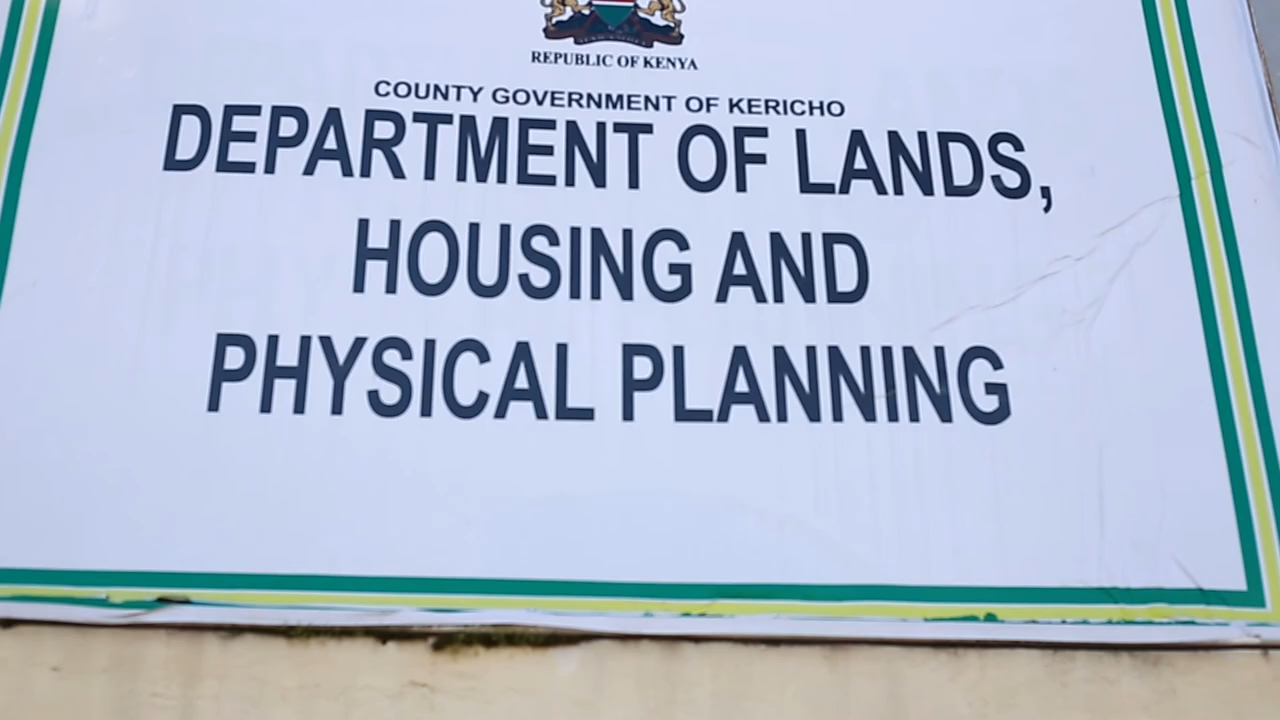 REPUBLIC OF KENYA
COUNTY GOVERNMENT OF KERICHO
DEPARTMENT OF LANDS,
HOUSING AND
PHYSICAL PLANNING